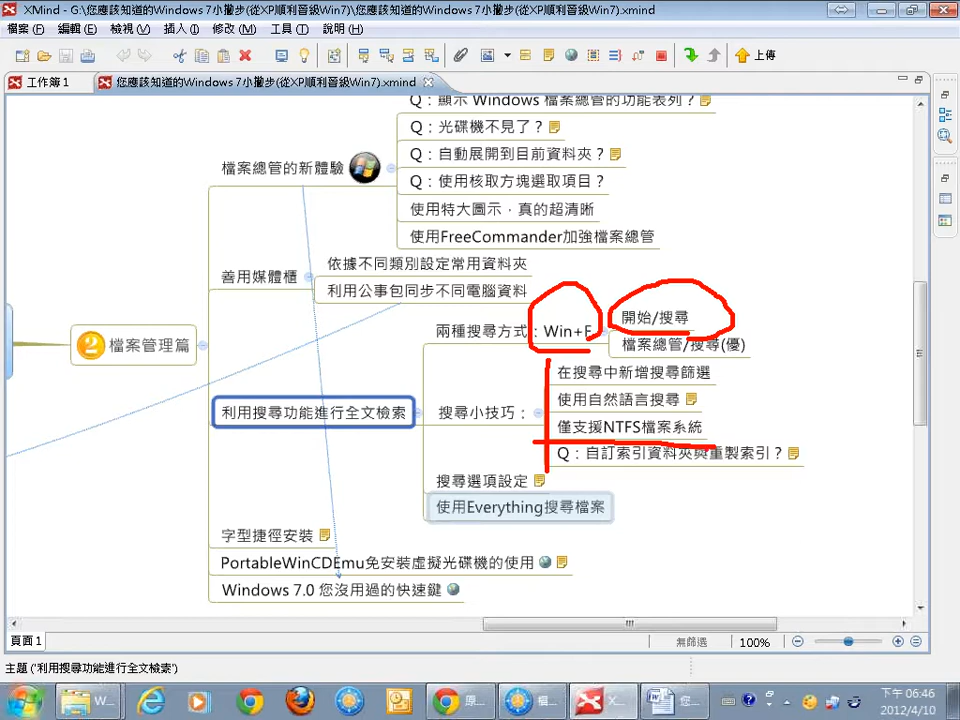 XMind - G:\您應該知道的Windows 7小撇步(從XP順利晉級Win7)\您應該知道的Windows 7小撇步(從XP順利晉級Win7).xmind
檔案(F) 編輯(E) 檢視(V) 插入(I) 修改(M) 工具(T) 說明(H)
上傳
工作簿 1 您應該知道的Windows 7小撇步(從XP順利晉級Win7).xmind
Q：顯示 Windows 檔案總管的功能表列？
Q：光碟機不見了？
Q：自動展開到目前資料夾？
檔案總管的新體驗
Q：使用核取方塊選取項目？
使用特大圖示，真的超清晰
使用FreeCommander加強檔案總管
依據不同類別設定常用資料夾
善用媒體櫃
利用公事包同步不同電腦資料
開始/搜尋
兩種搜尋方式：Win+F
2 檔案管理篇
檔案總管/搜尋(優)
在搜尋中新增搜尋篩選
使用自然語言搜尋
利用搜尋功能進行全文檢索
搜尋小技巧：
僅支援NTFS檔案系統
Q：自訂索引資料夾與重製索引？
搜尋選項設定
使用Everything搜尋檔案
字型捷徑安裝
PortableWinCDEmu免安裝虛擬光碟機的使用
Windows 7.0 您沒用過的快速鍵
頁面 1
無篩選 100%
主題 ('利用搜尋功能進行全文檢索')
W... 原... 檔... X... 您...
下午 06:46
2012/4/10